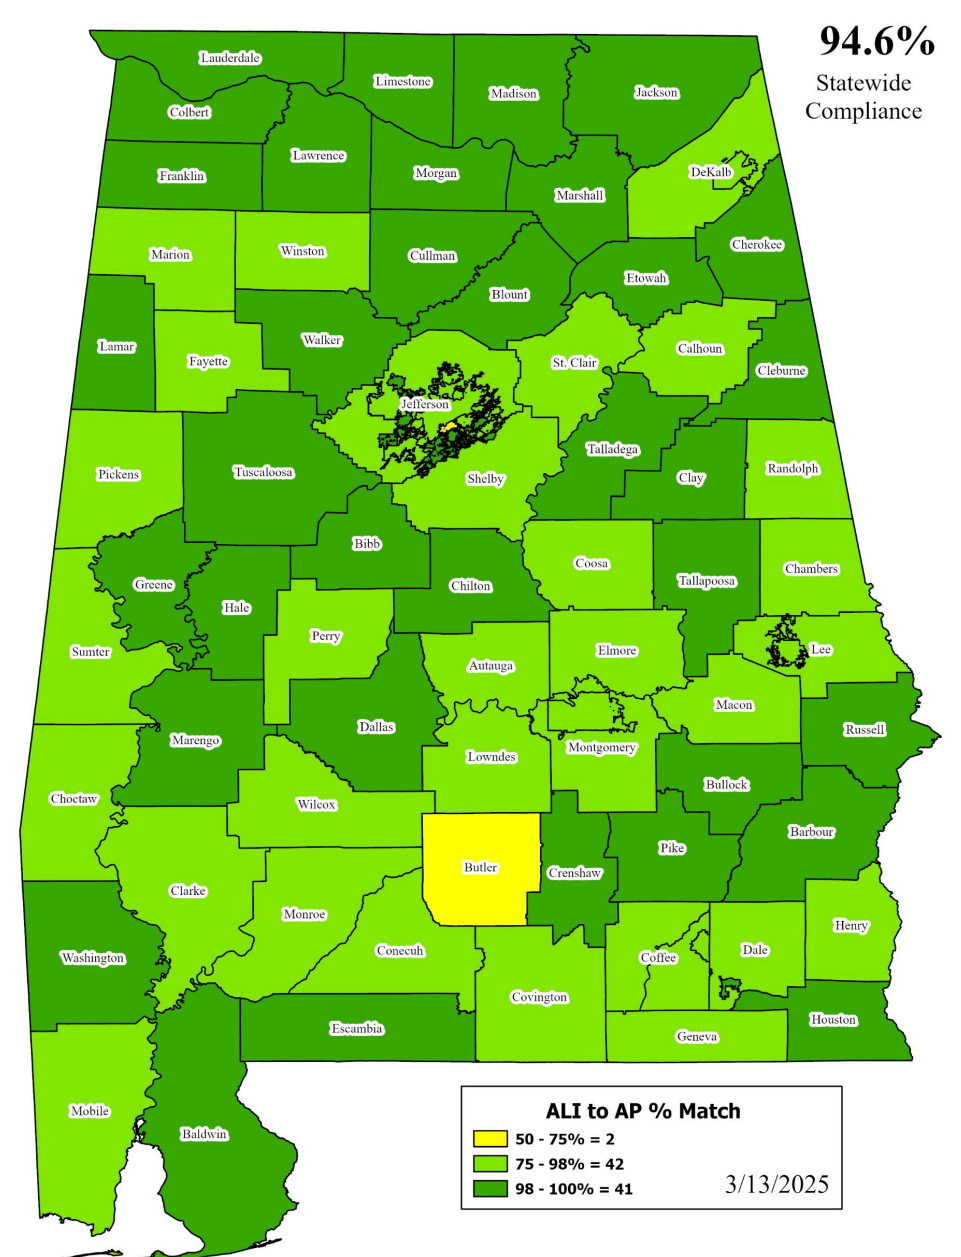 94.6%
Statewide
Compliance
Lauderdale
Limestone
Madison
Jackson
Colbert
Lawrence
Franklin
Morgan
DeKalb
Marshall
Marion
Winston
Cullman
Cherokee
Etowah
Blount
Lamar
Walker
Fayette
St. Clair
Calhoun
Cleburne
Jefferson
Talladega
Pickens
Tuscaloosa
Shelby
Clay
Randolph
Bibb
Greene
Chilton
Coosa
Tallapoosa
Chambers
Hale
Perry
Sumter
Autauga
Elmore
Lee
Marengo
Dallas
Lowndes
Montgomery
Macon
Russell
Choctaw
Wilcox
Bullock
Barbour
Butler
Crenshaw
Pike
Clarke
Monroe
Conecuh
Henry
Washington
Covington
Coffee
Dale
Escambia
Geneva
Houston
Mobile
Baldwin
ALI to AP % Match
50 - 75% = 2
75 - 98% = 42
98 - 100% = 41
3/13/2025